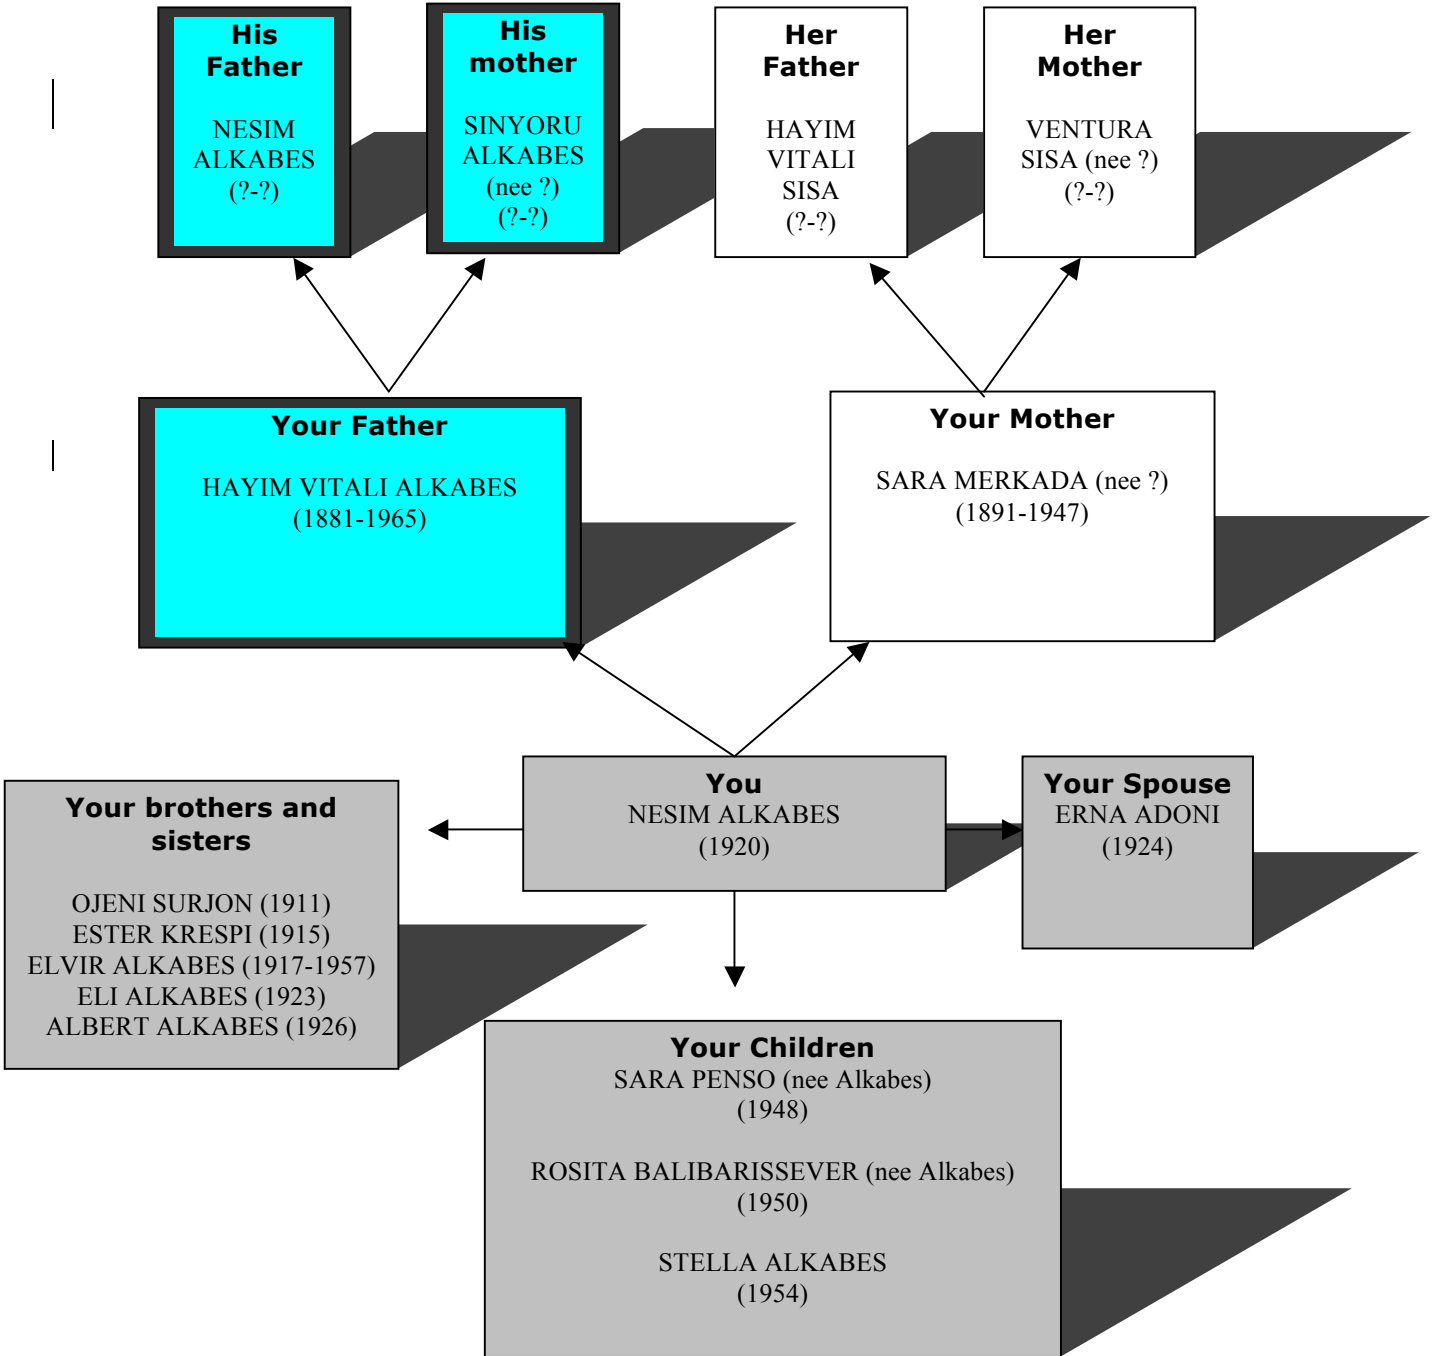 His
Father
NESIM
ALKABES
(?-?)
His
mother
SINYORU
ALKABES
(nee ?)
(?-?)
Her
Father
HAYIM
VITALI
SISA
(?-?)
Her
Mother
VENTURA
SISA (nee ?)
(?-?)
Your Father
HAYIM VITALI ALKABES
(1881-1965)
Your Mother
SARA MERKADA (nee ?)
(1891-1947)
Your brothers and
sisters
OJENI SURJON (1911)
ESTER KRESPI (1915)
ELVIR ALKABES (1917-1957)
ELI ALKABES (1923)
ALBERT ALKABES (1926)
You
NESIM ALKABES
(1920)
Your Spouse
ERNA ADONI
(1924)
Your Children
SARA PENSO (nee Alkabes)
(1948)
ROSITA BALIBARISSEVER (nee Alkabes)
(1950)
STELLA ALKABES
(1954)